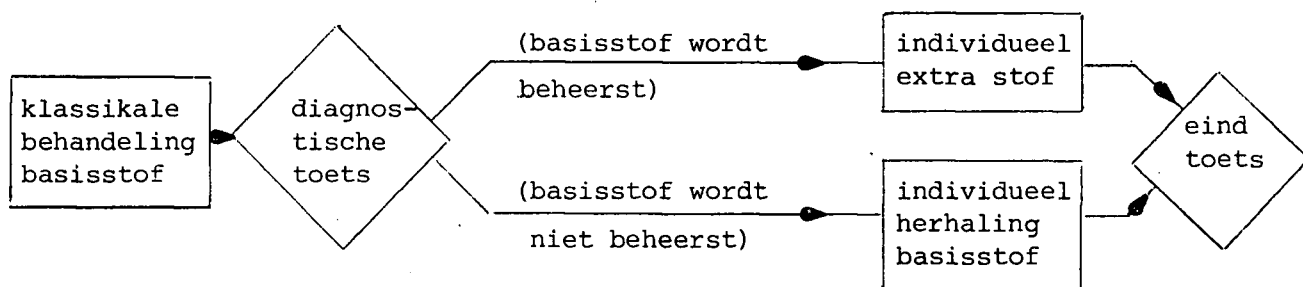 klassikale
behandeling
basisstof
diagnos-
tische
toets
(basisstof wordt
beheerst)
(basisstof wordt
niet beheerst)
individueel
extra stof
individueel
herhaling
basisstof
eind
toets